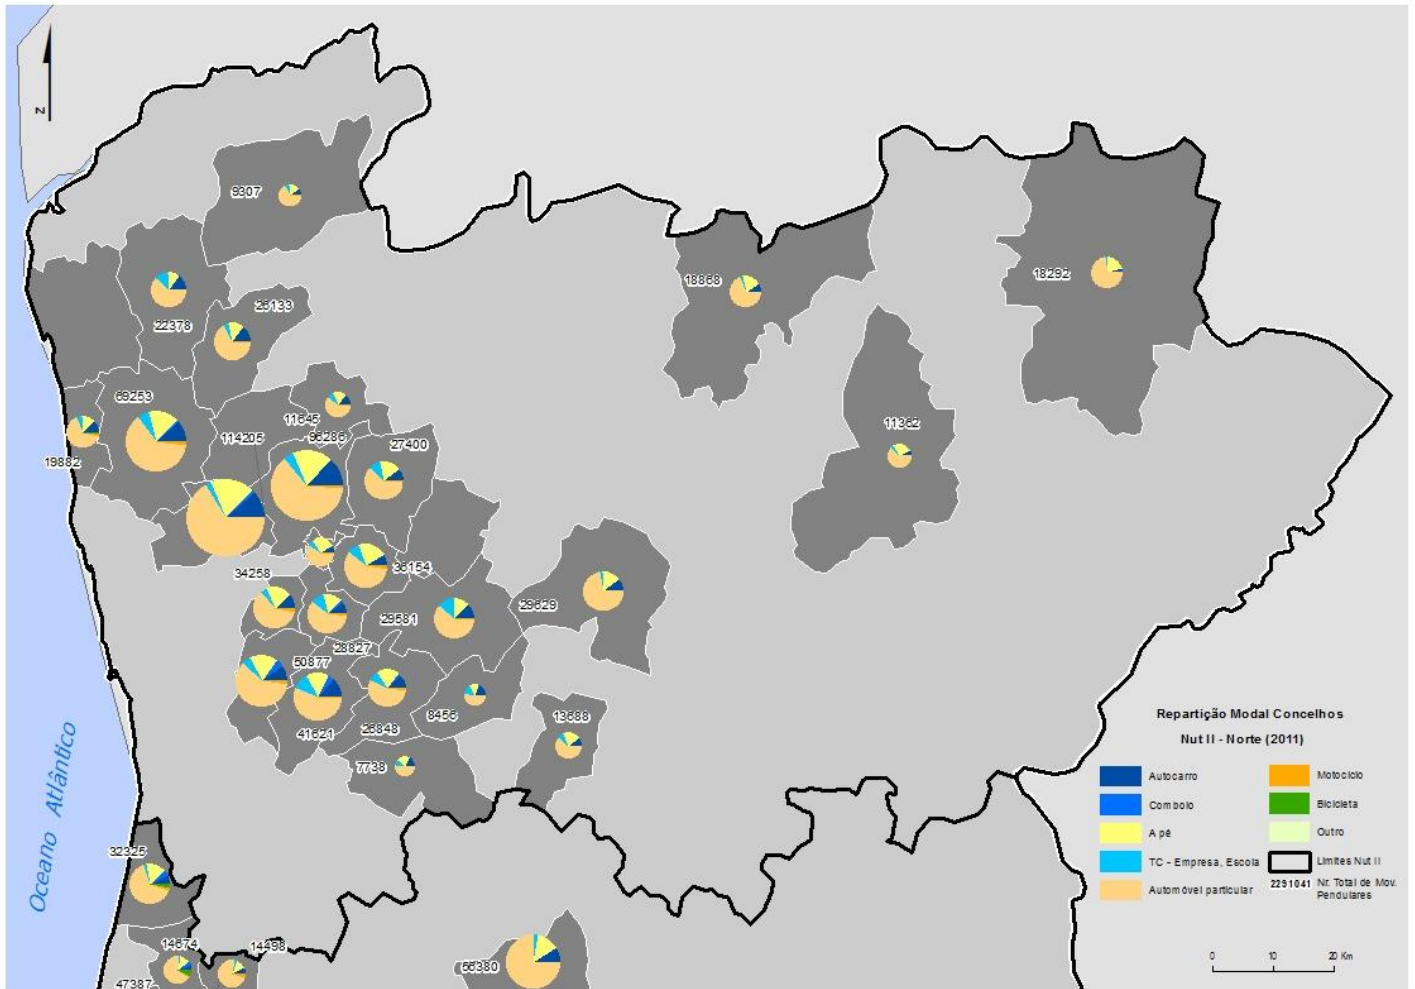 N
9307
18868
18292
26133
22378
69253
11645
114205
96286
27400
11362
19882
34258
36154
29581
29629
28827
50877
41621
26848
8456
13688
7738
Oceano Atlântico
32325
14674
14498
47387
56380
Repartição Modal Concelhos
Nut II - Norte (2011)
Autocarro
Comboio
A pé
TC - Empresa, Escola
Automóvel particular
Motociclo
Bicicleta
Outro
Limites Nut II
2291041 Nr. Total de Mov.
Pendulares
0 10 20 Km